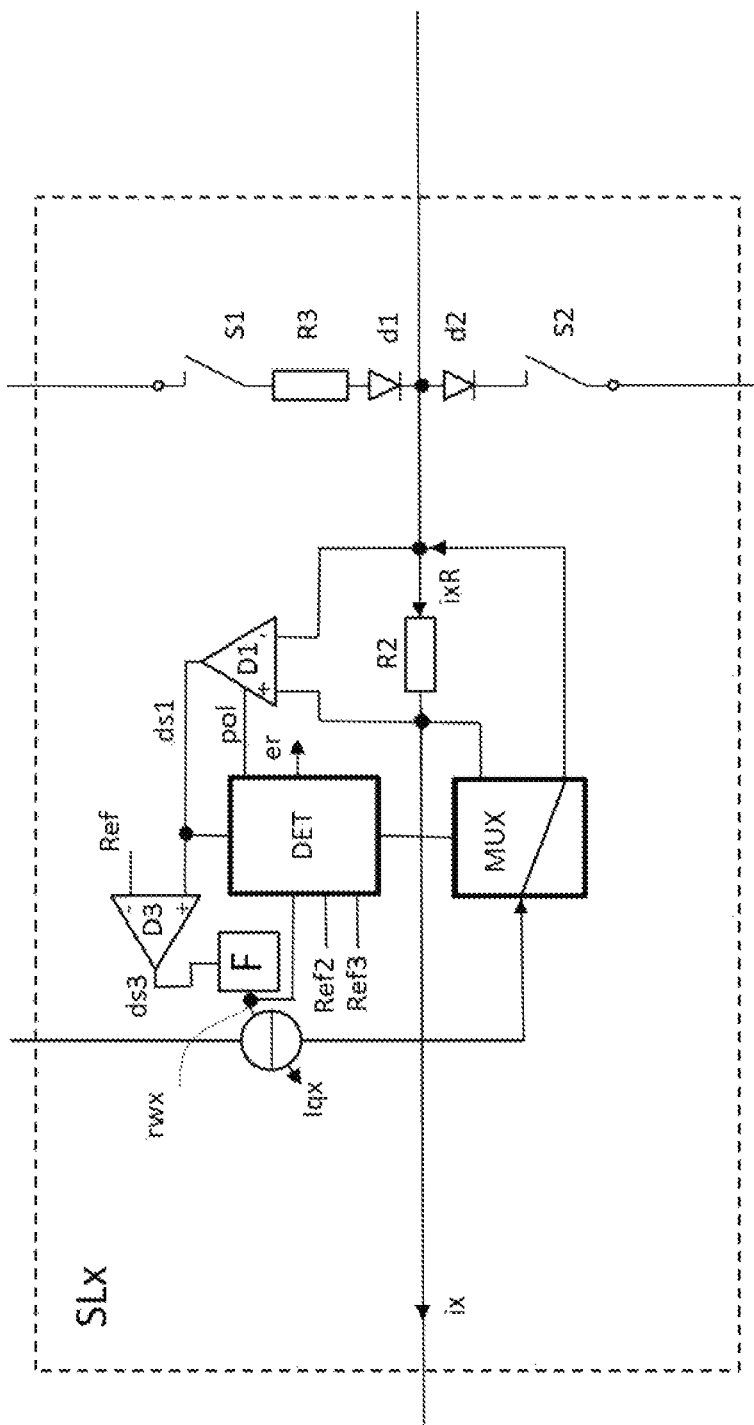 SLx
rwx
Iqx
ds3
F
D3
-
+
Ref
Ref2
Ref3
DET
ds1
pol
er
D1
+
-
MUX
R2
ixR
ix
S1
R3
d1
d2
S2